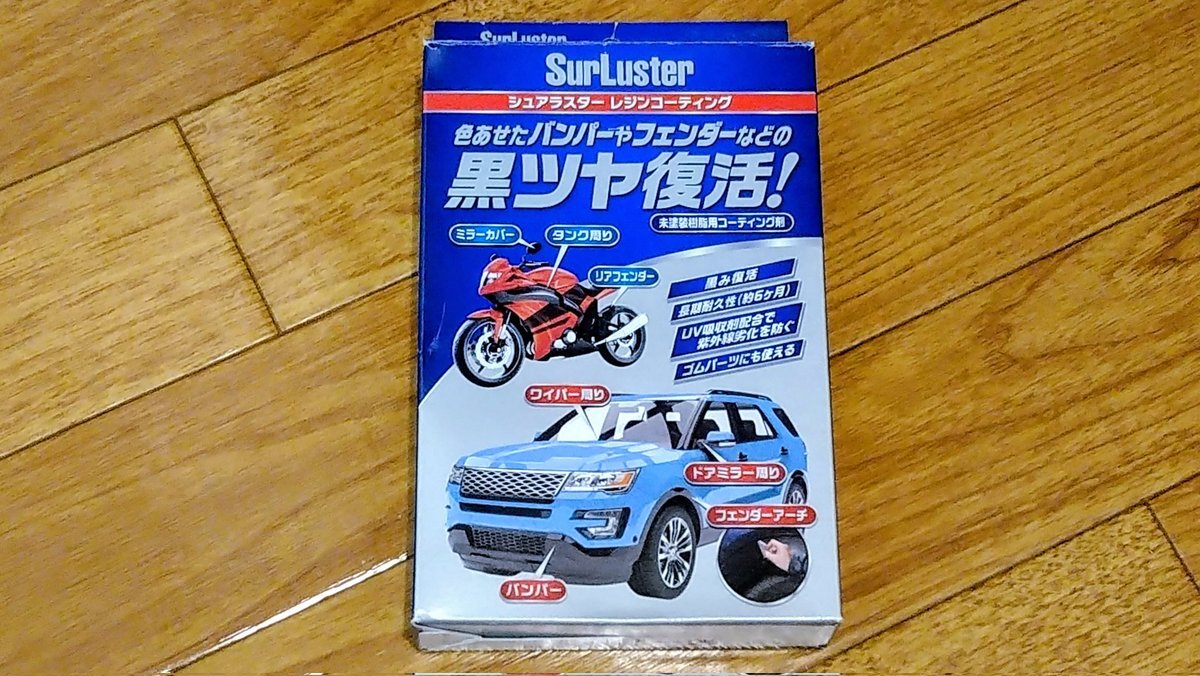 SurLuster
SurLuster
シュアラスター レジンコーティング
色あせたバンパーやフェンダーなどの
黒ツヤ復活!
未塗装樹脂用コーティング剤
ミラーカバー
タンク周り
リアフェンダー
黒み復活
長期耐久性(約6ヶ月)
UV吸収剤配合で
紫外線劣化を防ぐ
ゴムパーツにも使える
ワイパー周り
ドアミラー周り
フェンダーアーチ
バンパー